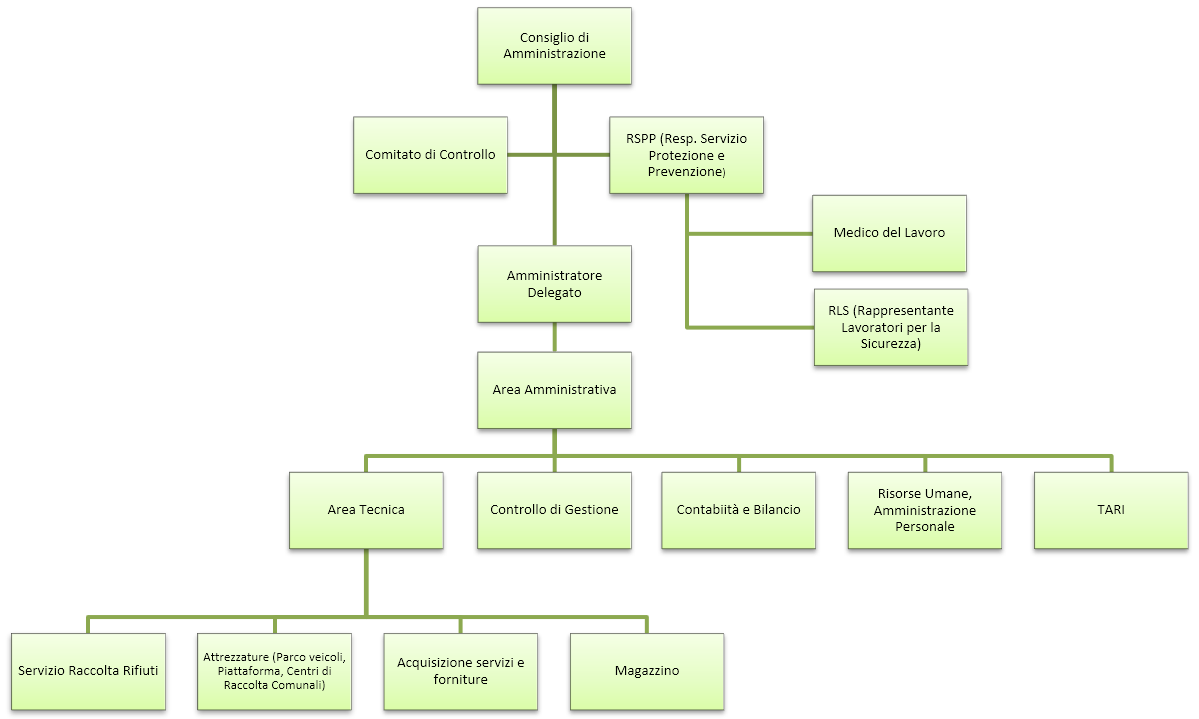 Consiglio di
Amministrazione
Comitato di Controllo
RSPP (Resp. Servizio
Protezione e
Prevenzione)
Medico del Lavoro
Amministratore
Delegato
RLS (Rappresentante
Lavoratori per la
Sicurezza)
Area Amministrativa
Area Tecnica
Controllo di Gestione
Contabiità e Bilancio
Risorse Umane,
Amministrazione
Personale
TARI
Servizio Raccolta Rifiuti
Attrezzature (Parco veicoli,
Piattaforma, Centri di
Raccolta Comunali)
Acquisizione servizi e
forniture
Magazzino